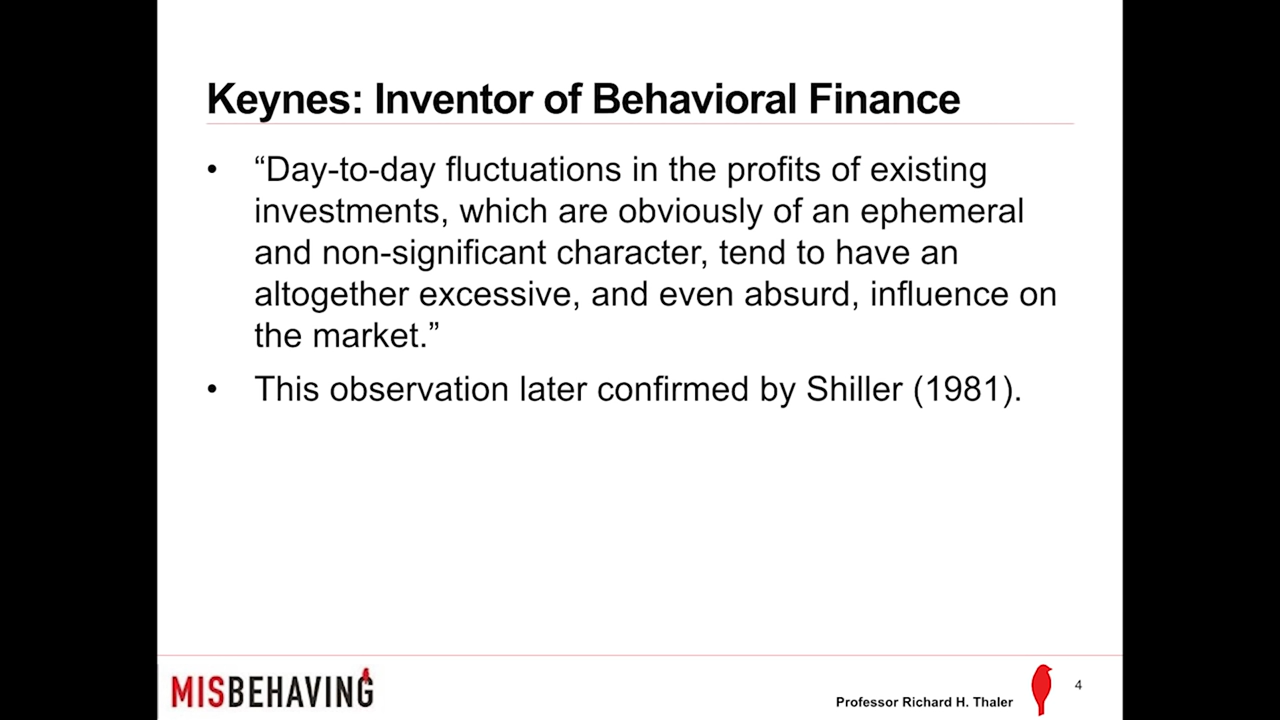 Keynes: Inventor of Behavioral Finance
• “Day-to-day fluctuations in the profits of existing
investments, which are obviously of an ephemeral
and non-significant character, tend to have an
altogether excessive, and even absurd, influence on
the market.”
• This observation later confirmed by Shiller (1981).
MISBEHAVING
Professor Richard H. Thaler
4